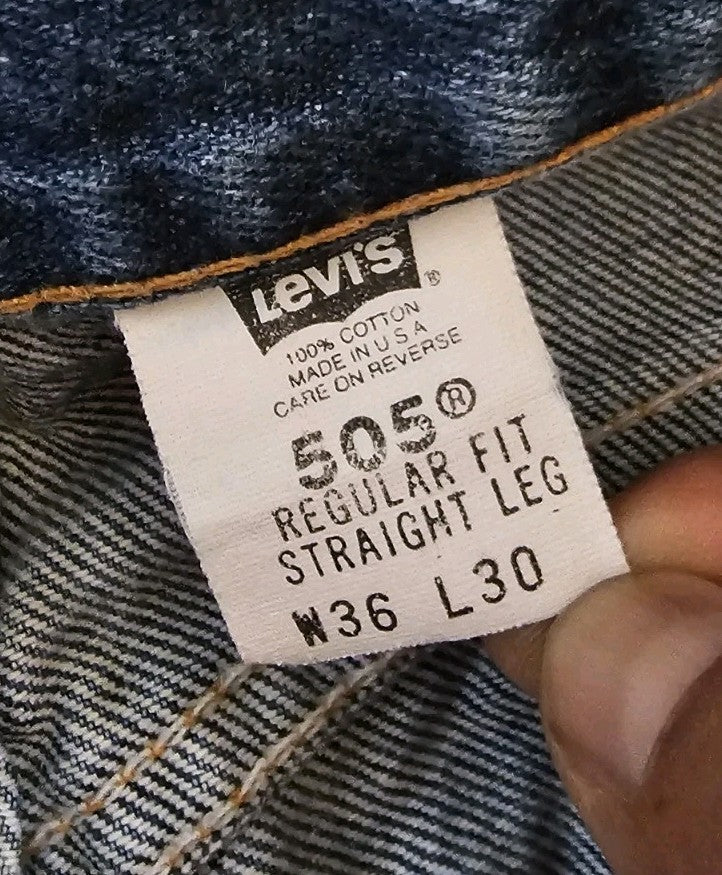 Levi's®
100% COTTON
MADE IN U S A
CARE ON REVERSE
505®
REGULAR FIT
STRAIGHT LEG
W36 L30